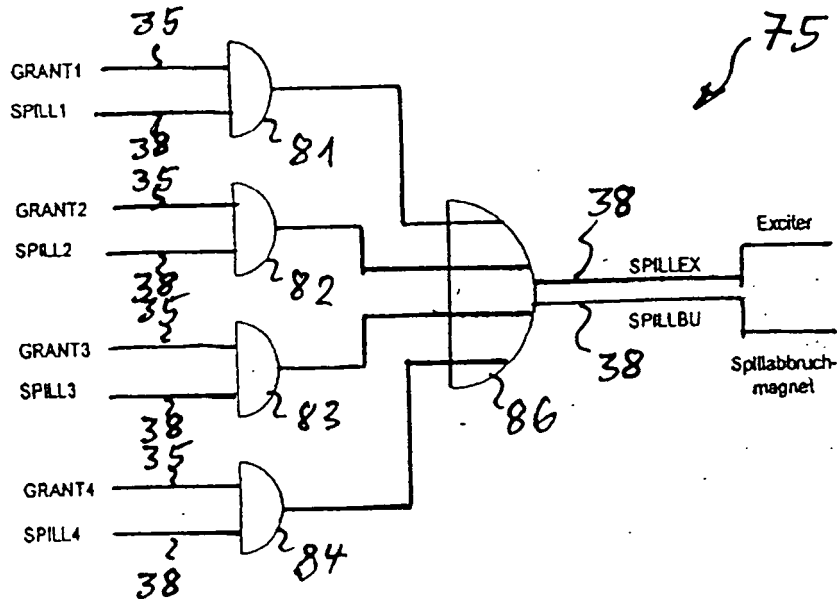 35
75
GRANT1
SPILL1
38
81
35
GRANT2
SPILL2
38
82
35
GRANT3
SPILL3
38
83
35
GRANT4
SPILL4
38
84
86
38
SPILLEX
Exciter
SPILLBU
38
Spillabbruch-
magnet